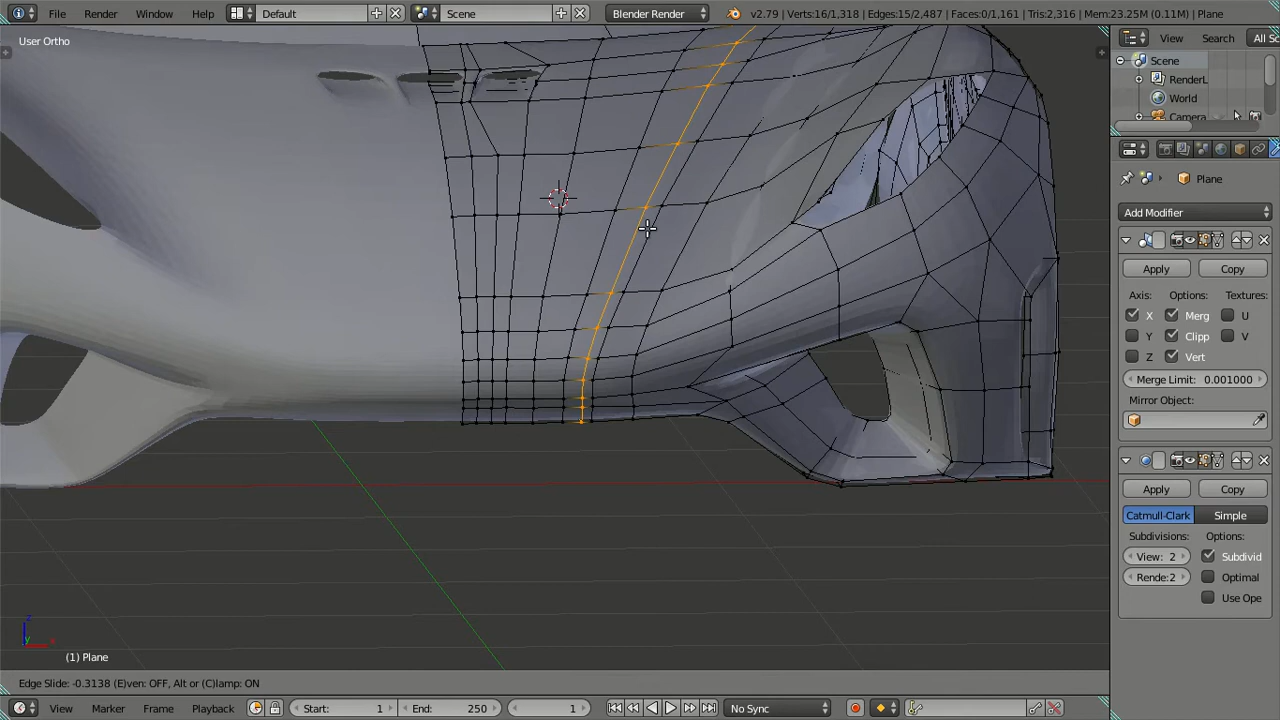 File Render Window Help Default Scene Blender Render v2.79 | Verts:16/1,318 | Edges:15/2,487 | Faces:0/1,161 | Tris:2,316 | Mem:23.25M (0.11M) | Plane
User Ortho
View Search All Sc
Scene
RenderL
World
Camera
Plane
Add Modifier
Apply Copy
Axis: Options: Textures:
X Merg U
Y Clipp V
Z Vert
Merge Limit: 0.001000
Mirror Object:
Apply Copy
Catmull-Clark Simple
Subdivisions: Options:
View: 2 Subdivid
Rende:2 Optimal
Use Ope
z
y x
(1) Plane
Edge Slide: -0.3138 (E)ven: OFF, Alt or (C)lamp: ON
View Marker Frame Playback Start: 1 End: 250 1 No Sync